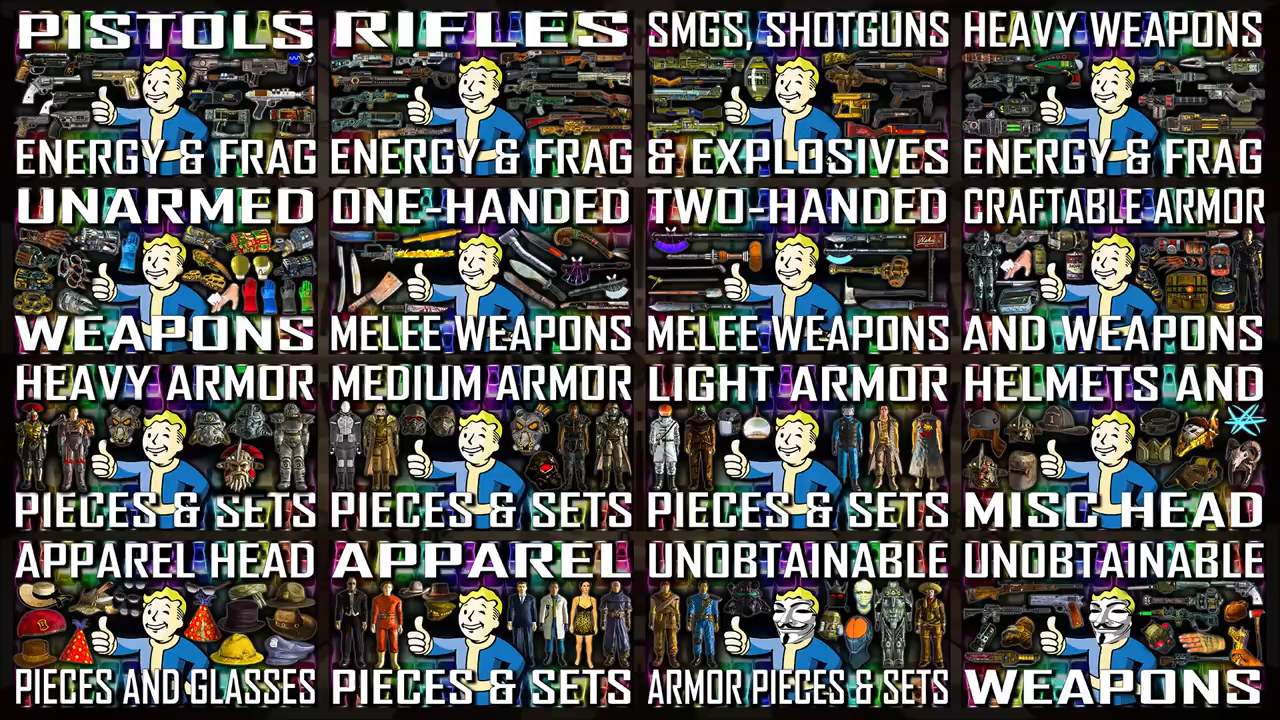 PISTOLS
ENERGY & FRAG
RIFLES
ENERGY & FRAG
SMGS, SHOTGUNS
& EXPLOSIVES
HEAVY WEAPONS
ENERGY & FRAG
UNARMED
WEAPONS
ONE-HANDED
MELEE WEAPONS
TWO-HANDED
MELEE WEAPONS
CRAFTABLE ARMOR
AND WEAPONS
HEAVY ARMOR
PIECES & SETS
MEDIUM ARMOR
PIECES & SETS
LIGHT ARMOR
PIECES & SETS
HELMETS AND
MISC HEAD
APPAREL HEAD
PIECES AND GLASSES
APPAREL
PIECES & SETS
UNOBTAINABLE
ARMOR PIECES & SETS
UNOBTAINABLE
WEAPONS